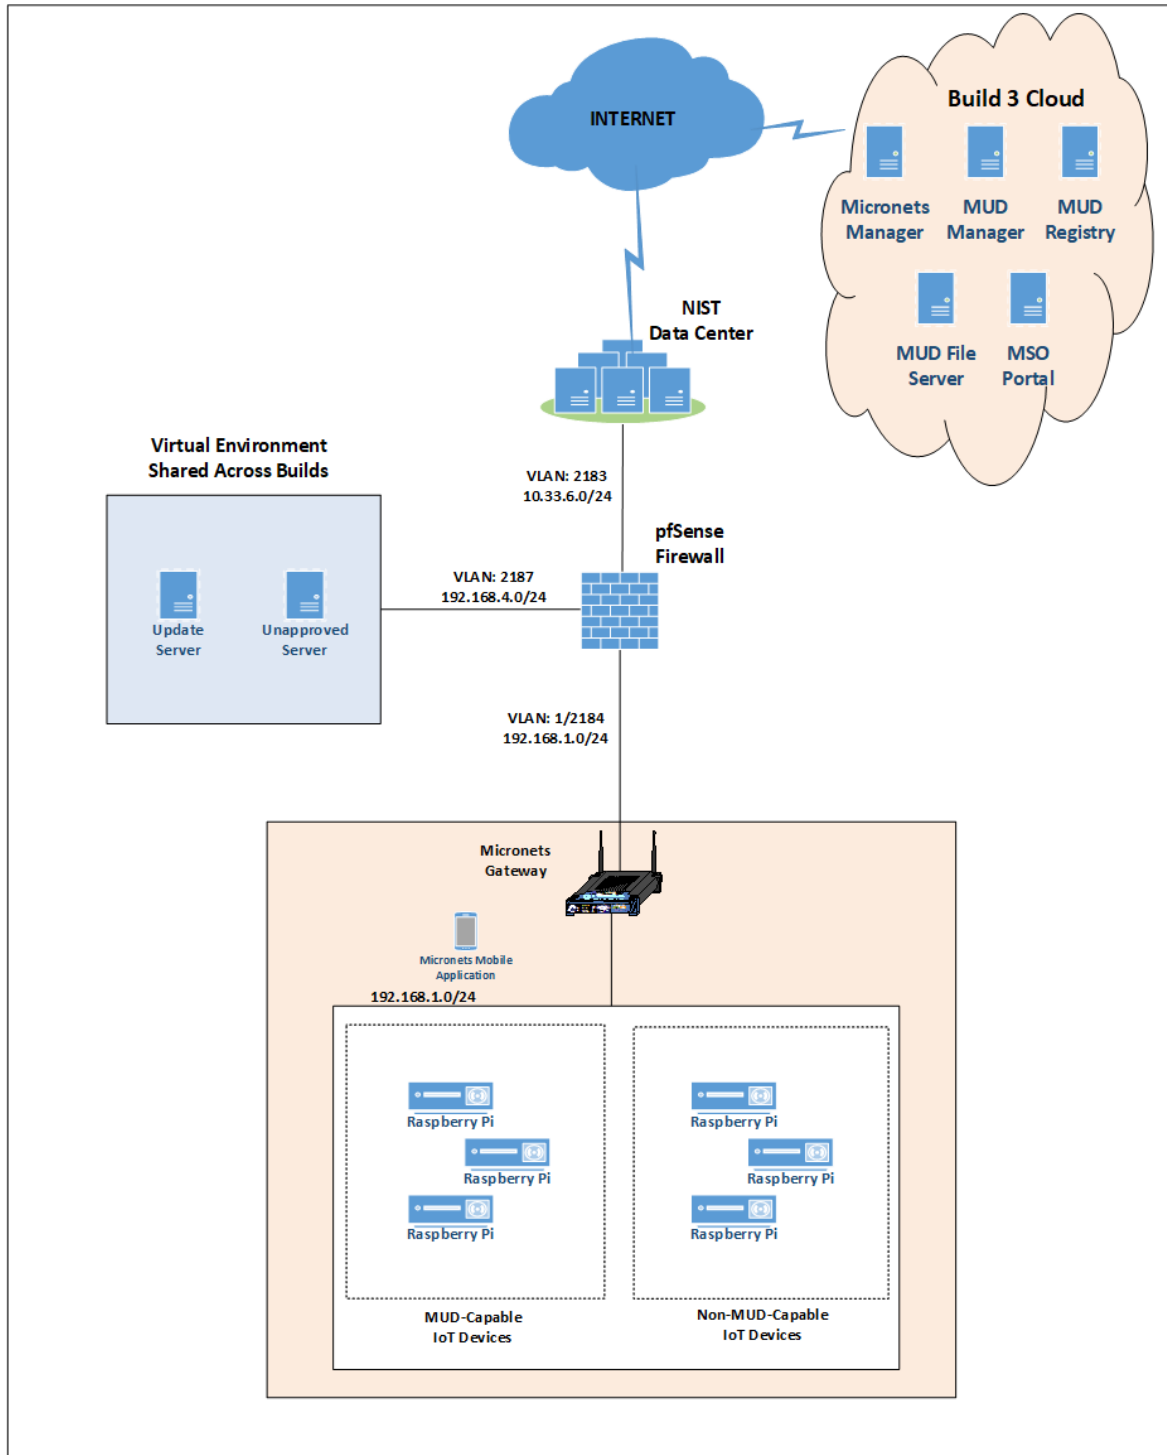 INTERNET
Build 3 Cloud
Micronets
Manager
MUD
Manager
MUD
Registry
MUD File
Server
MSO
Portal
NIST
Data Center
Virtual Environment
Shared Across Builds
VLAN: 2183
10.33.6.0/24
pfSense
Firewall
VLAN: 2187
192.168.4.0/24
Update
Server
Unapproved
Server
VLAN: 1/2184
192.168.1.0/24
Micronets
Gateway
Micronets Mobile
Application
192.168.1.0/24
Raspberry Pi
Raspberry Pi
Raspberry Pi
MUD-Capable
IoT Devices
Raspberry Pi
Raspberry Pi
Raspberry Pi
Non-MUD-Capable
IoT Devices